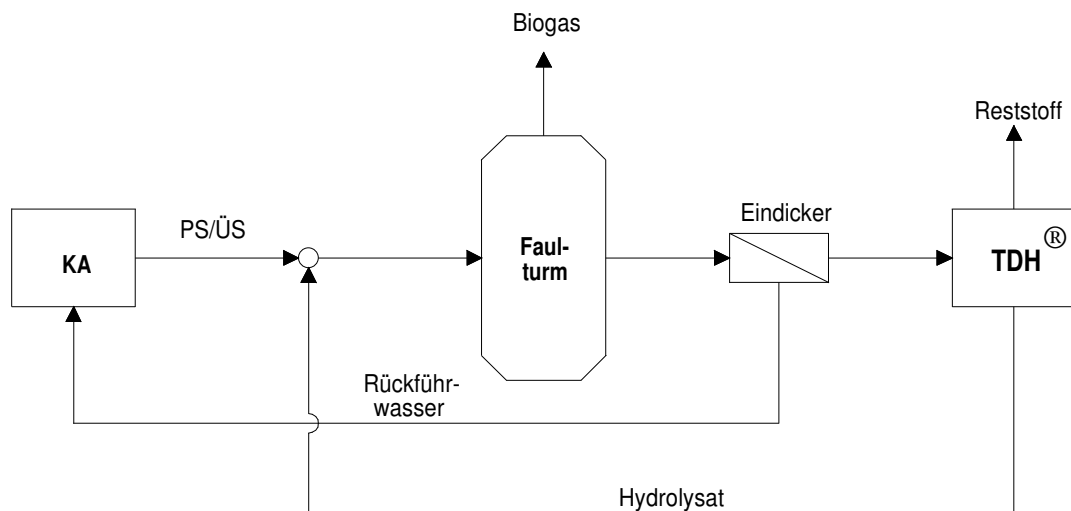 Biogas
Reststoff
PS/ÜS
Eindicker
KA
Faul-
turm
TDH®
Rückführ-
wasser
Hydrolysat